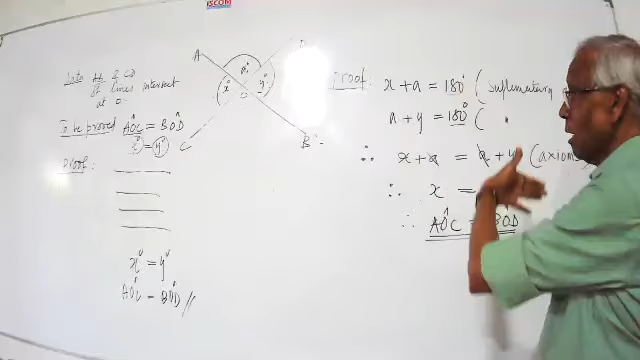 ISCOM
Data AB & CD
St lines intersect
at O.
To be proved AÔC = BÔD
x° = y°
Proof:
x° = y°
AÔC = BÔD //
A
a°
x°
y°
O
C
B
Proof: x + a = 180° (suplementary
a + y = 180° (
∴ x + a = a + y (axiom
∴ x =
∴ AÔC = BÔD